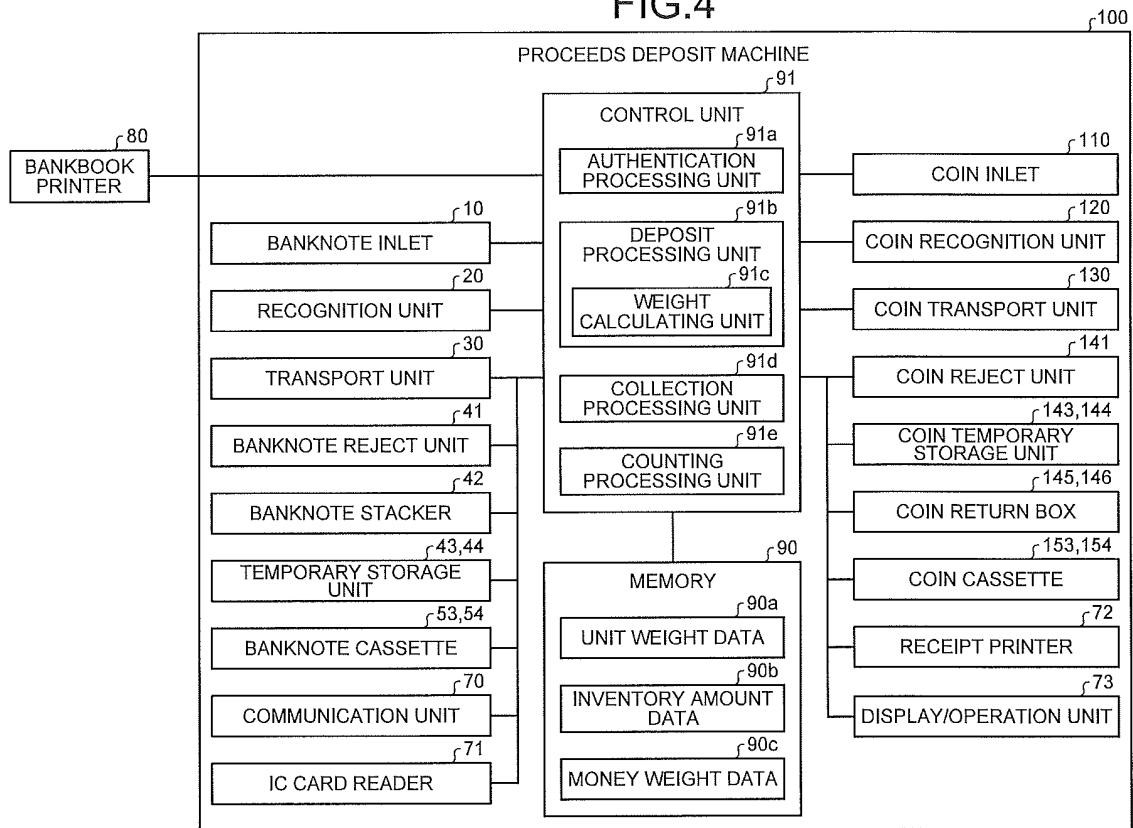 FIG.4
100
PROCEEDS DEPOSIT MACHINE
91
CONTROL UNIT
80
BANKBOOK
PRINTER
91a
AUTHENTICATION
PROCESSING UNIT
110
COIN INLET
10
BANKNOTE INLET
91b
DEPOSIT
PROCESSING UNIT
120
COIN RECOGNITION UNIT
20
RECOGNITION UNIT
91c
WEIGHT
CALCULATING UNIT
130
COIN TRANSPORT UNIT
30
TRANSPORT UNIT
91d
COLLECTION
PROCESSING UNIT
141
COIN REJECT UNIT
41
BANKNOTE REJECT UNIT
91e
COUNTING
PROCESSING UNIT
143,144
COIN TEMPORARY
STORAGE UNIT
42
BANKNOTE STACKER
145,146
COIN RETURN BOX
43,44
TEMPORARY STORAGE
UNIT
90
MEMORY
153,154
COIN CASSETTE
53,54
BANKNOTE CASSETTE
90a
UNIT WEIGHT DATA
72
RECEIPT PRINTER
70
COMMUNICATION UNIT
90b
INVENTORY AMOUNT
DATA
73
DISPLAY/OPERATION UNIT
71
IC CARD READER
90c
MONEY WEIGHT DATA